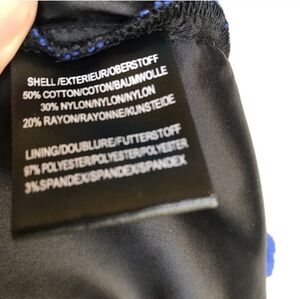 SHELL/EXTERIEUR/OBERSTOFF
50% COTTON/COTON/BAUMWOLLE
30% NYLON/NYLON/NYLON
20% RAYON/RAYONNE/KUNSTEIDE
LINING/DOUBLURE/FUTTERSTOFF
97% POLYESTER/POLYESTER/POLYESTER
3% SPANDEX/SPANDEX/SPANDEX